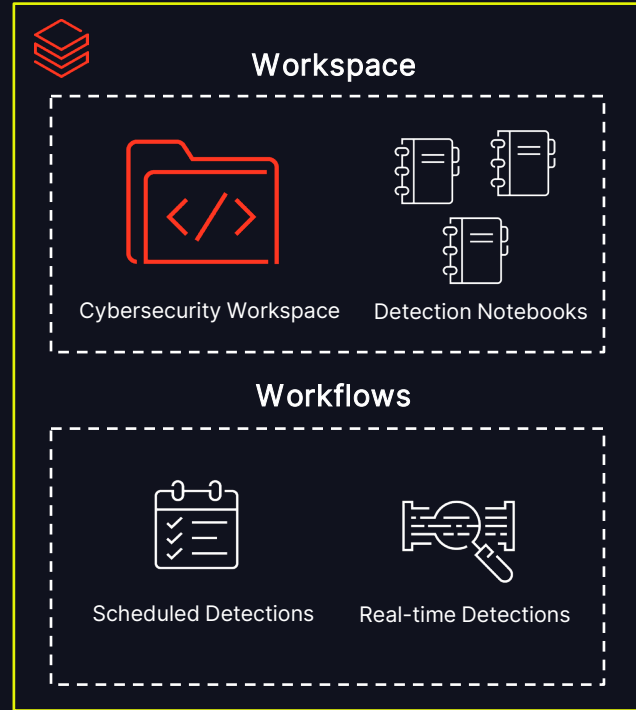 Workspace
Cybersecurity Workspace
Detection Notebooks
Workflows
Scheduled Detections
Real-time Detections